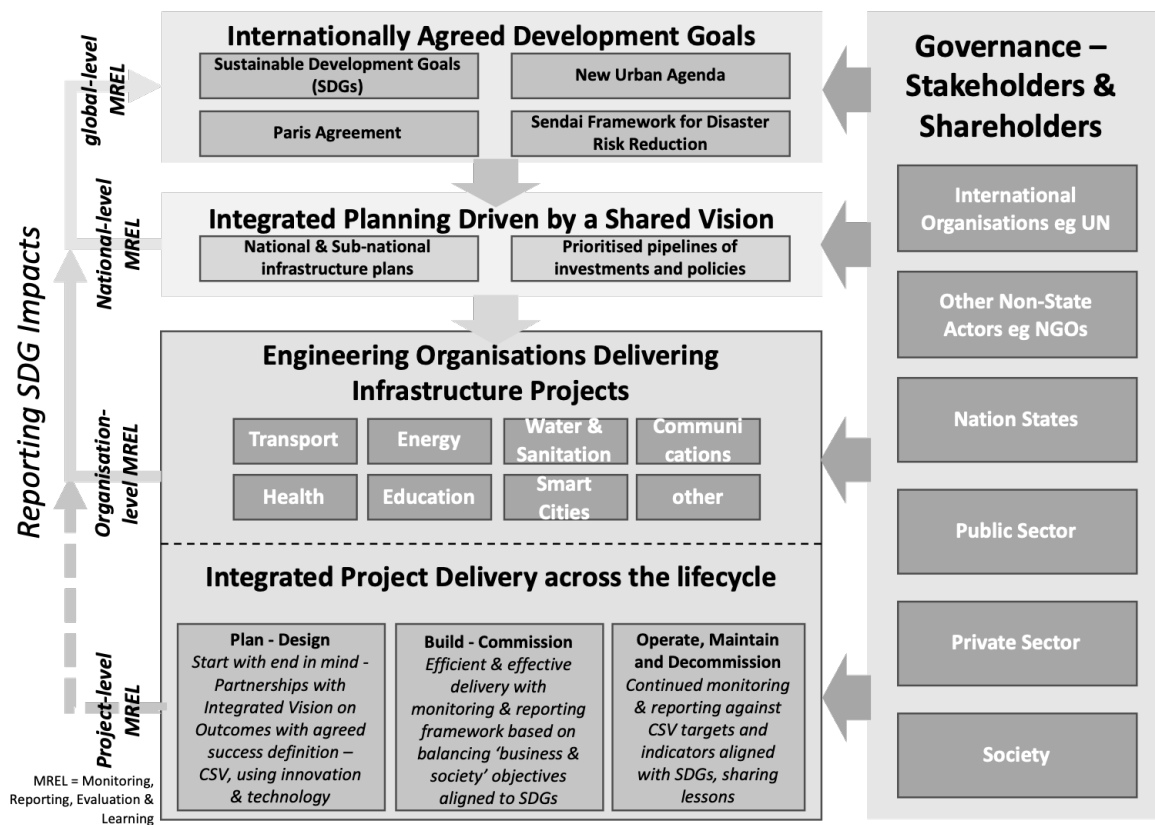 Internationally Agreed Development Goals
Sustainable Development Goals
(SDGs)
New Urban Agenda
Paris Agreement
Sendai Framework for Disaster
Risk Reduction
Integrated Planning Driven by a Shared Vision
National & Sub-national
infrastructure plans
Prioritised pipelines of
investments and policies
Engineering Organisations Delivering
Infrastructure Projects
Transport
Energy
Water &
Sanitation
Communi
cations
Health
Education
Smart
Cities
other
Integrated Project Delivery across the lifecycle
Plan - Design
Start with end in mind -
Partnerships with
Integrated Vision on
Outcomes with agreed
success definition –
CSV, using innovation
& technology
Build - Commission
Efficient & effective
delivery with
monitoring & reporting
framework based on
balancing ‘business &
society’ objectives
aligned to SDGs
Operate, Maintain
and Decommission
Continued monitoring
& reporting against
CSV targets and
indicators aligned
with SDGs, sharing
lessons
Governance –
Stakeholders &
Shareholders
International
Organisations eg UN
Other Non-State
Actors eg NGOs
Nation States
Public Sector
Private Sector
Society
Reporting SDG Impacts
global-level
MREL
National-level
MREL
Organisation-
level MREL
Project-level
MREL
MREL = Monitoring,
Reporting, Evaluation &
Learning